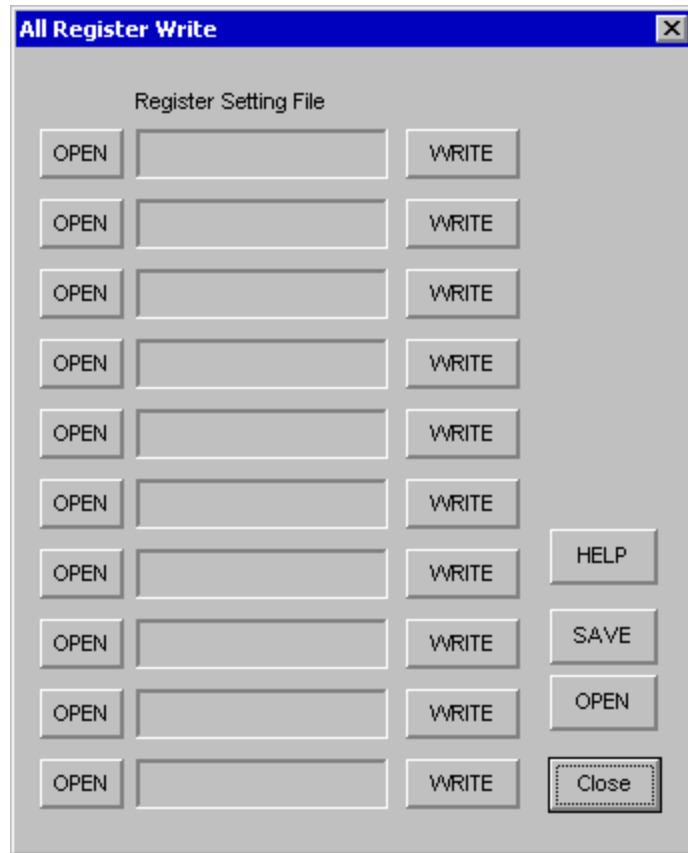 All Register Write
Register Setting File
OPEN WRITE
OPEN WRITE
OPEN WRITE
OPEN WRITE
OPEN WRITE
OPEN WRITE
OPEN WRITE HELP
OPEN WRITE SAVE
OPEN WRITE OPEN
OPEN WRITE Close